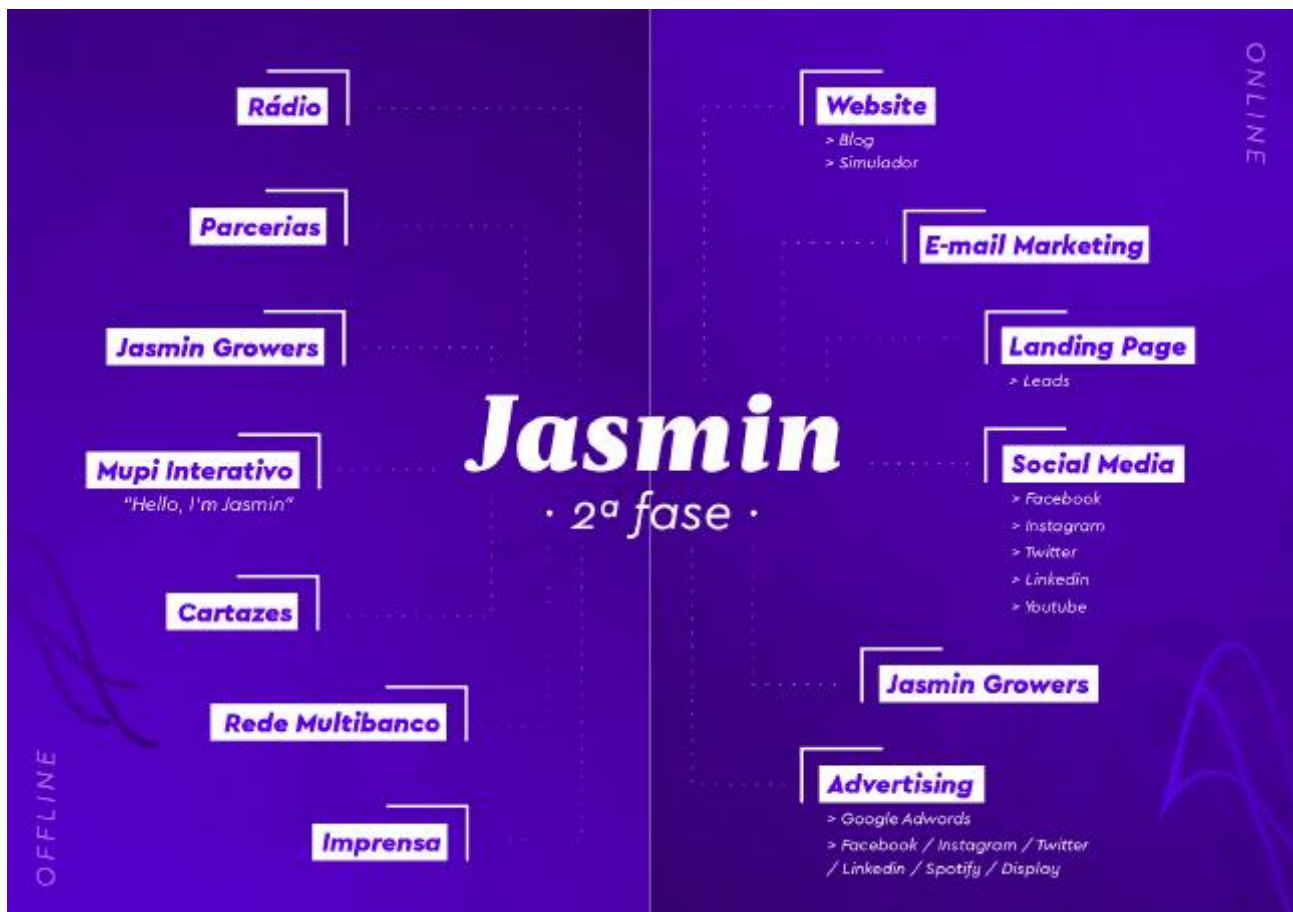 OFFLINE
Rádio
Parcerias
Jasmin Growers
Mupi Interativo
"Hello, I'm Jasmin"
Cartazes
Rede Multibanco
Imprensa
Jasmin
· 2ª fase ·
ONLINE
Website
> Blog
> Simulador
E-mail Marketing
Landing Page
> Leads
Social Media
> Facebook
> Instagram
> Twitter
> Linkedin
> Youtube
Jasmin Growers
Advertising
> Google Adwords
> Facebook / Instagram / Twitter
/ Linkedin / Spotify / Display